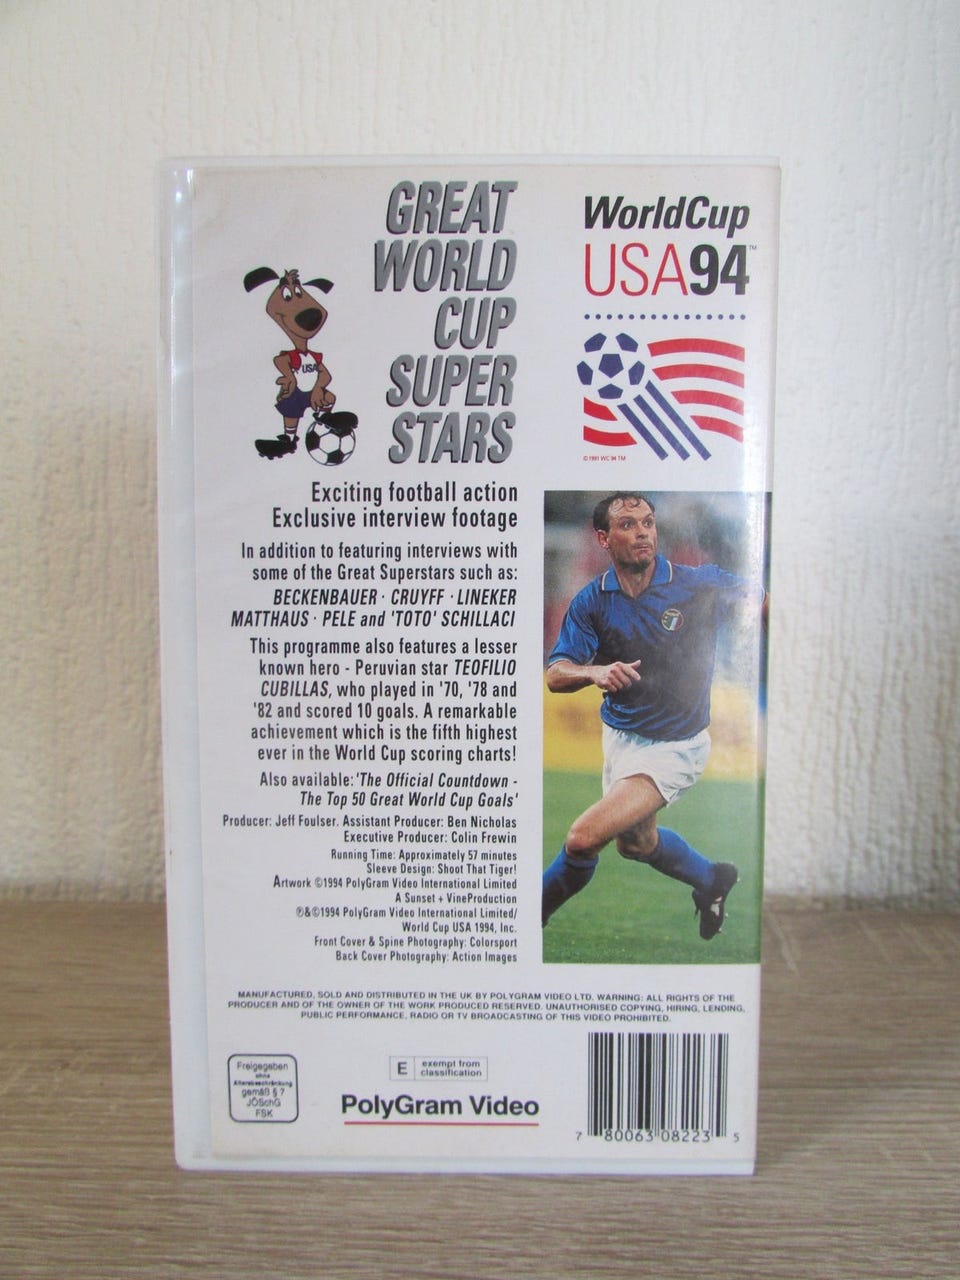 GREAT
WORLD
CUP
SUPER
STARS
USA
WorldCup
USA94™
© 1991 WC 94 TM
Exciting football action
Exclusive interview footage
In addition to featuring interviews with
some of the Great Superstars such as:
BECKENBAUER · CRUYFF · LINEKER
MATTHAUS · PELE and 'TOTO' SCHILLACI
This programme also features a lesser
known hero - Peruvian star TEOFILIO
CUBILLAS, who played in '70, '78 and
'82 and scored 10 goals. A remarkable
achievement which is the fifth highest
ever in the World Cup scoring charts!
Also available: 'The Official Countdown -
The Top 50 Great World Cup Goals'
Producer: Jeff Foulser. Assistant Producer: Ben Nicholas
Executive Producer: Colin Frewin
Running Time: Approximately 57 minutes
Sleeve Design: Shoot That Tiger!
Artwork ©1994 PolyGram Video International Limited
A Sunset + VineProduction
℗&©1994 PolyGram Video International Limited/
World Cup USA 1994, Inc.
Front Cover & Spine Photography: Colorsport
Back Cover Photography: Action Images
MANUFACTURED, SOLD AND DISTRIBUTED IN THE UK BY POLYGRAM VIDEO LTD. WARNING: ALL RIGHTS OF THE
PRODUCER AND OF THE OWNER OF THE WORK PRODUCED RESERVED. UNAUTHORISED COPYING, HIRING, LENDING,
PUBLIC PERFORMANCE, RADIO OR TV BROADCASTING OF THIS VIDEO PROHIBITED.
Freigegeben
ohne
Altersbeschränkung
gemäß § 7
JÖSchG
FSK
E exempt from
classification
PolyGram Video
7 80063 08223 5